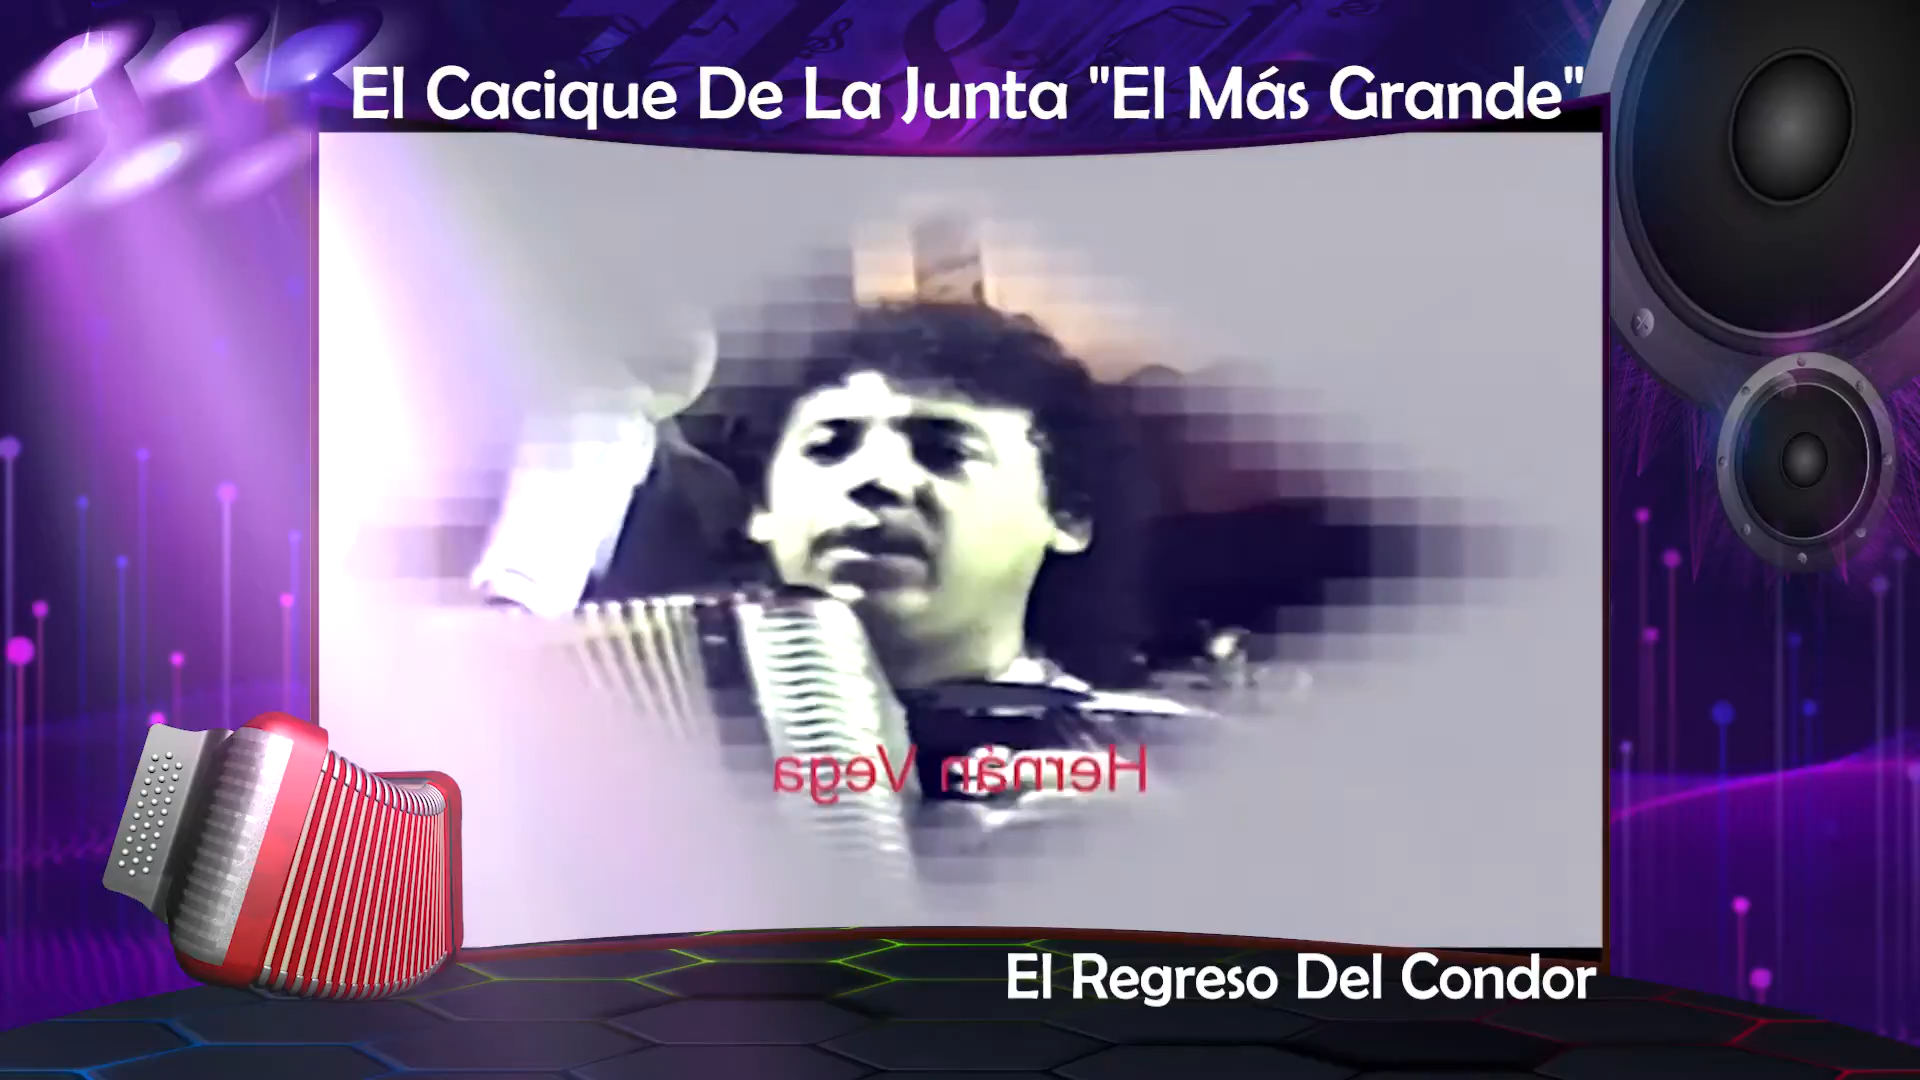 El Cacique De La Junta "El Más Grande"
Hernán Vega
El Regreso Del Condor